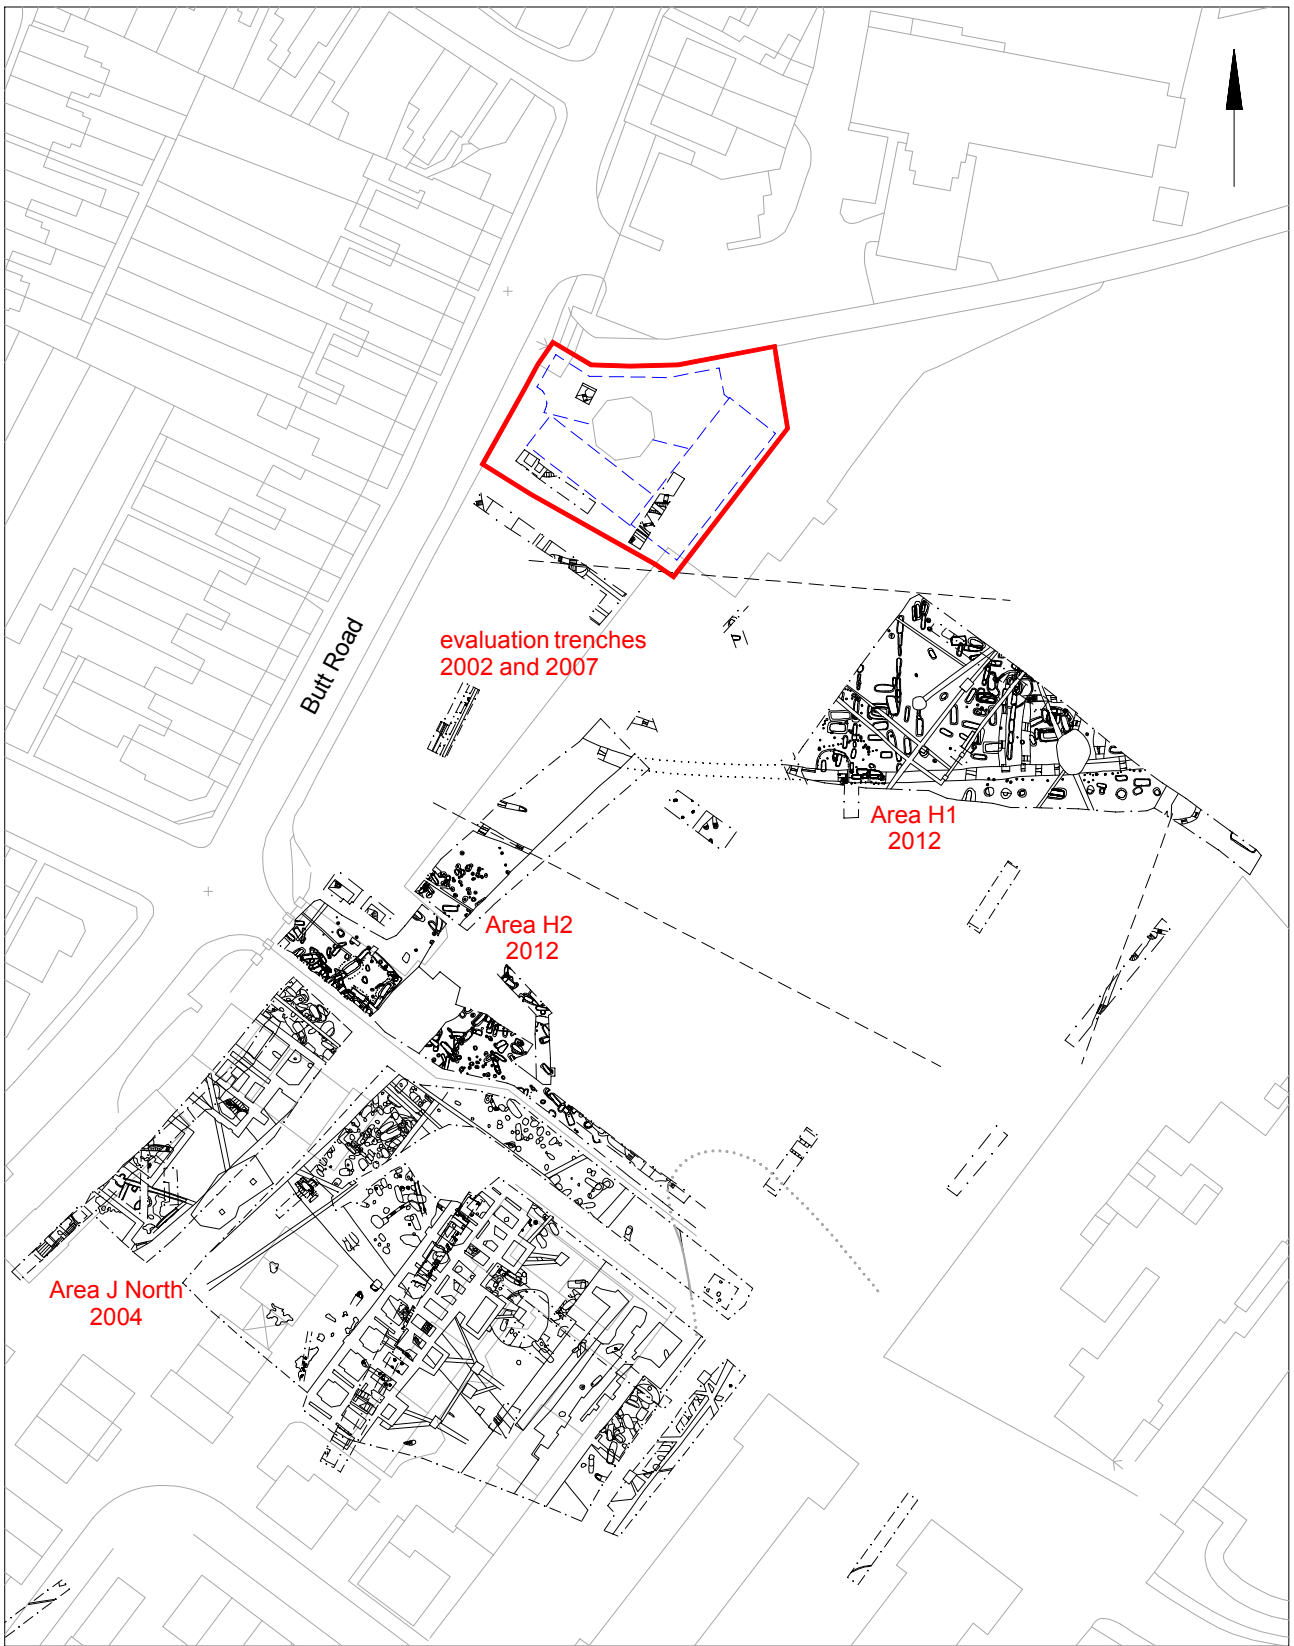 evaluation trenches
2002 and 2007
Butt Road
Area H1
2012
Area H2
2012
Area J North
2004